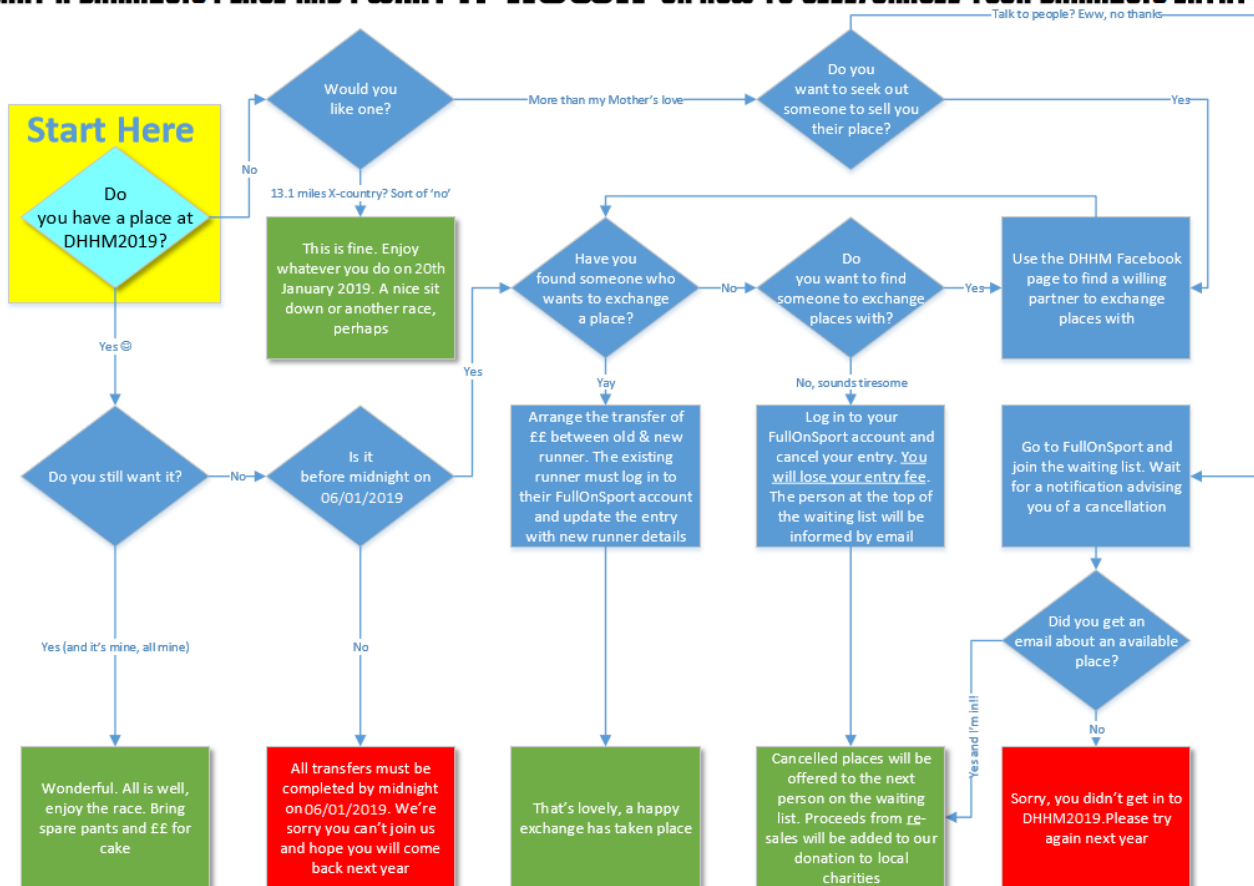 PLACE AND I WANT IT OR HOW TO SELL/CANCEL YOUR ENTRY
Talk to people? Eww, no thanks
Start Here
Do
you have a place at
DHHM2019?
No
Would you
like one?
More than my Mother's love
Do you
want to seek out
someone to sell you
their place?
Yes
13.1 miles X-country? Sort of 'no'
This is fine. Enjoy
whatever you do on 20th
January 2019. A nice sit
down or another race,
perhaps
Have you
found someone who
wants to exchange
a place?
No
Do
you want to find
someone to exchange
places with?
Yes
Use the DHHM Facebook
page to find a willing
partner to exchange
places with
Yes ☺
Yes
Yay
No, sounds tiresome
Do you still want it?
No
Is it
before midnight on
06/01/2019
Arrange the transfer of
££ between old & new
runner. The existing
runner must log in to
their FullOnSport account
and update the entry
with new runner details
Log in to your
FullOnSport account and
cancel your entry. You
will lose your entry fee.
The person at the top of
the waiting list will be
informed by email
Go to FullOnSport and
join the waiting list. Wait
for a notification advising
you of a cancellation
Yes (and it's mine, all mine)
No
Did you get an
email about an available
place?
Yes and I'm in!!
No
Wonderful. All is well,
enjoy the race. Bring
spare pants and ££ for
cake
All transfers must be
completed by midnight
on 06/01/2019. We're
sorry you can't join us
and hope you will come
back next year
That's lovely, a happy
exchange has taken place
Cancelled places will be
offered to the next
person on the waiting
list. Proceeds from re-
sales will be added to our
donation to local
charities
Sorry, you didn't get in to
DHHM2019.Please try
again next year